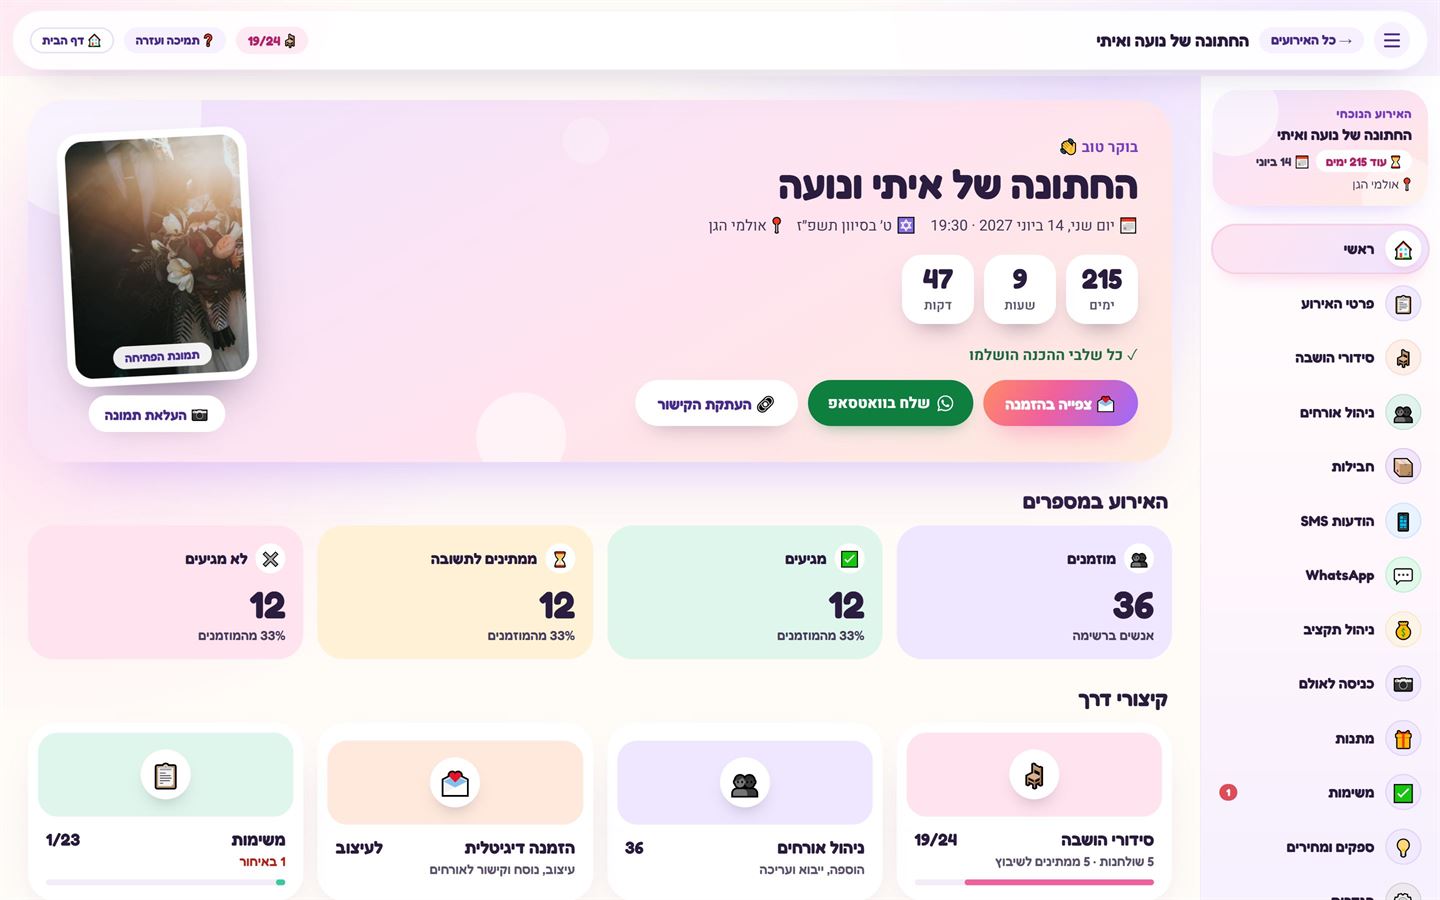 כל האירועים →
החתונה של נועה ואיתי
19/24
תמיכה ועזרה
דף הבית
האירוע הנוכחי
החתונה של נועה ואיתי
עוד 215 ימים
14 ביוני
אולמי הגן
ראשי
פרטי האירוע
סידורי הושבה
ניהול אורחים
חבילות
הודעות SMS
WhatsApp
ניהול תקציב
כניסה לאולם
מתנות
משימות
1
ספקים ומחירים
בוקר טוב
החתונה של איתי ונועה
יום שני, 14 ביוני 2027 · 19:30
ט׳ בסיוון תשפ״ז
אולמי הגן
215
ימים
9
שעות
47
דקות
✓ כל שלבי ההכנה הושלמו
צפייה בהזמנה
שלח בוואטסאפ
העתקת הקישור
תמונת הפתיחה
העלאת תמונה
האירוע במספרים
מוזמנים
36
אנשים ברשימה
מגיעים
12
33% מהמוזמנים
ממתינים לתשובה
12
33% מהמוזמנים
לא מגיעים
12
33% מהמוזמנים
קיצורי דרך
סידורי הושבה
19/24
5 שולחנות · 5 ממתינים לשיבוץ
ניהול אורחים
36
הוספה, ייבוא ועריכה
הזמנה דיגיטלית
לעיצוב
עיצוב, נוסח וקישור לאורחים
משימות
1/23
1 באיחור